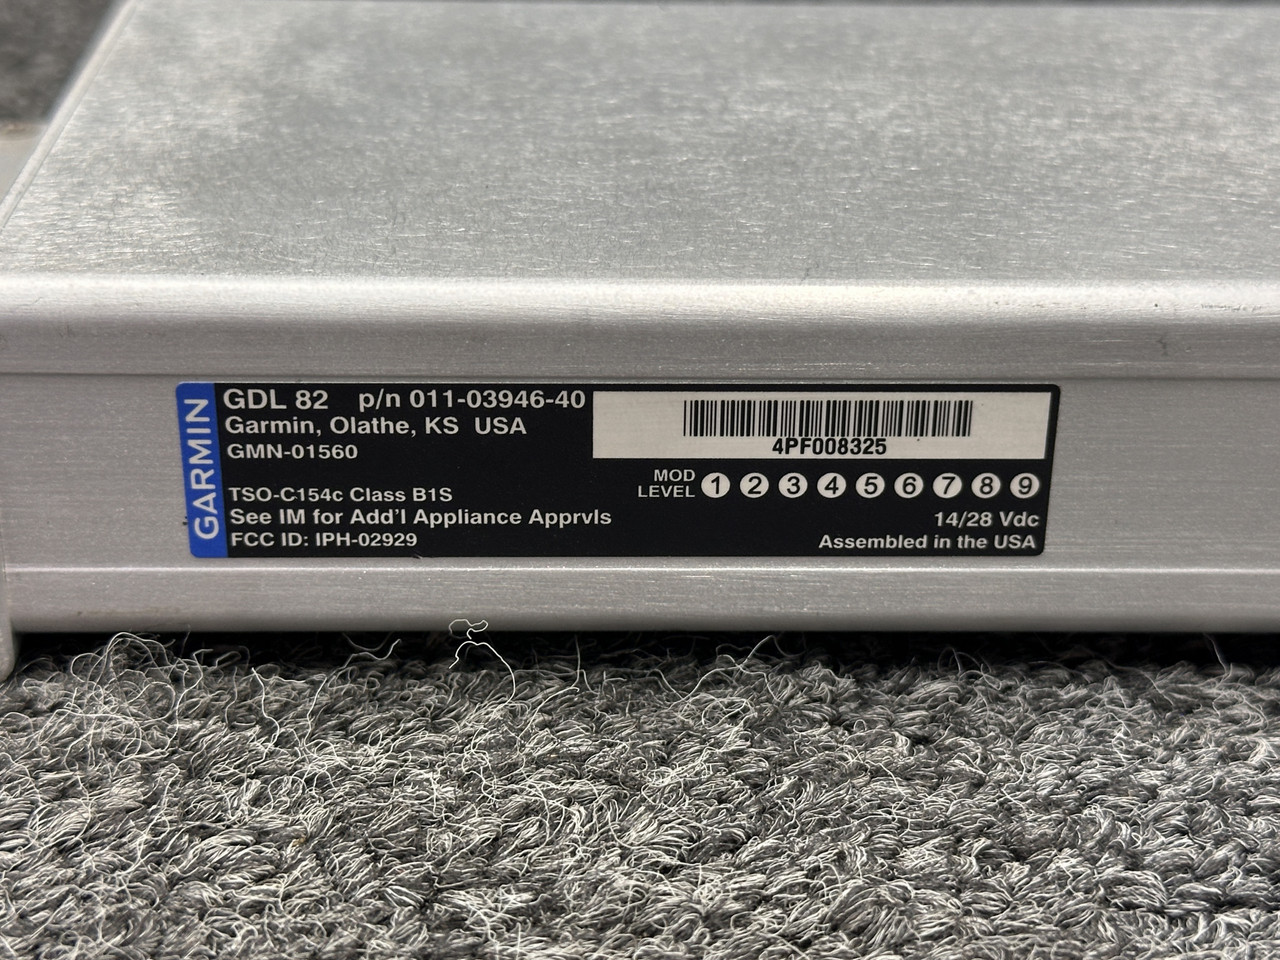 GARMIN
GDL 82 p/n 011-03946-40
Garmin, Olathe, KS USA
GMN-01560
TSO-C154c Class B1S
See IM for Add'l Appliance Apprvls
FCC ID: IPH-02929
4PF008325
MOD
LEVEL 1 2 3 4 5 6 7 8 9
14/28 Vdc
Assembled in the USA